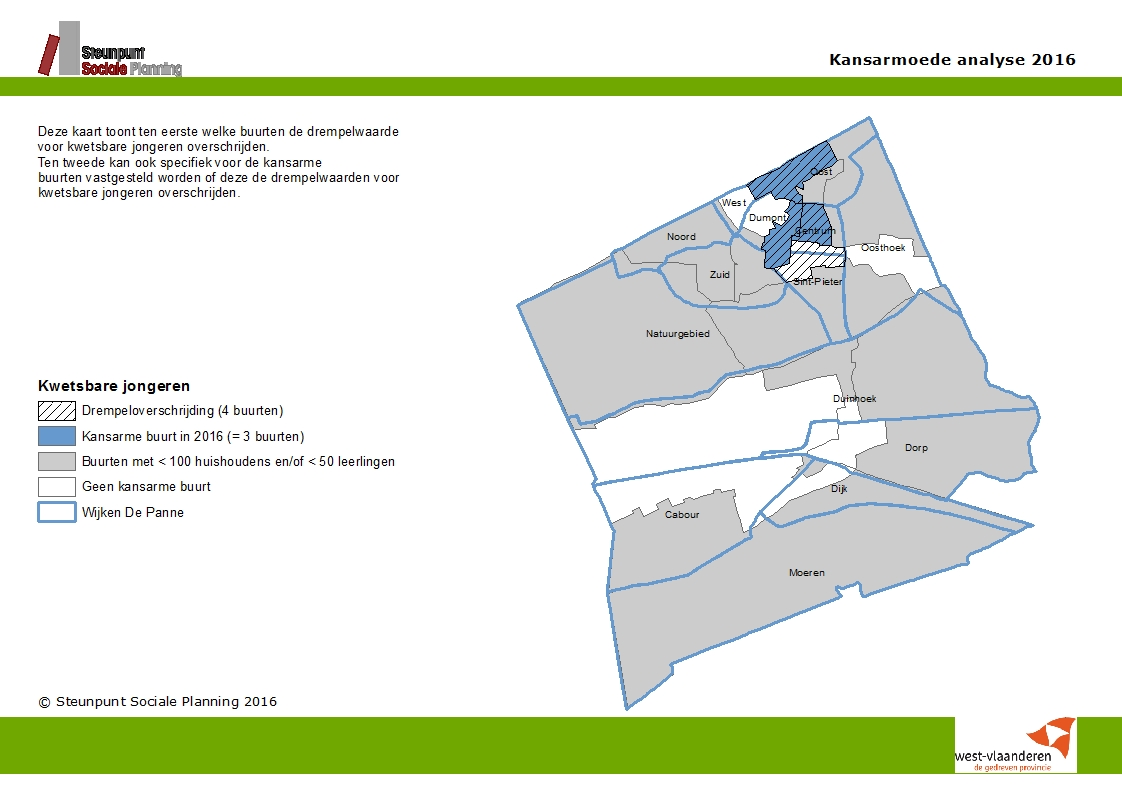 Steunpunt
Sociale Planning
Kansarmoede analyse 2016
Deze kaart toont ten eerste welke buurten de drempelwaarde
voor kwetsbare jongeren overschrijden.
Ten tweede kan ook specifiek voor de kansarme
buurten vastgesteld worden of deze de drempelwaarden voor
kwetsbare jongeren overschrijden.
Oost
West
Dumont
Centrum
Noord
Oosthoek
Zuid
Sint-Pieter
Natuurgebied
Duinhoek
Dorp
Dijk
Cabour
Moeren
Kwetsbare jongeren
Drempeloverschrijding (4 buurten)
Kansarme buurt in 2016 (= 3 buurten)
Buurten met < 100 huishoudens en/of < 50 leerlingen
Geen kansarme buurt
Wijken De Panne
© Steunpunt Sociale Planning 2016
west-vlaanderen
de gedreven provincie